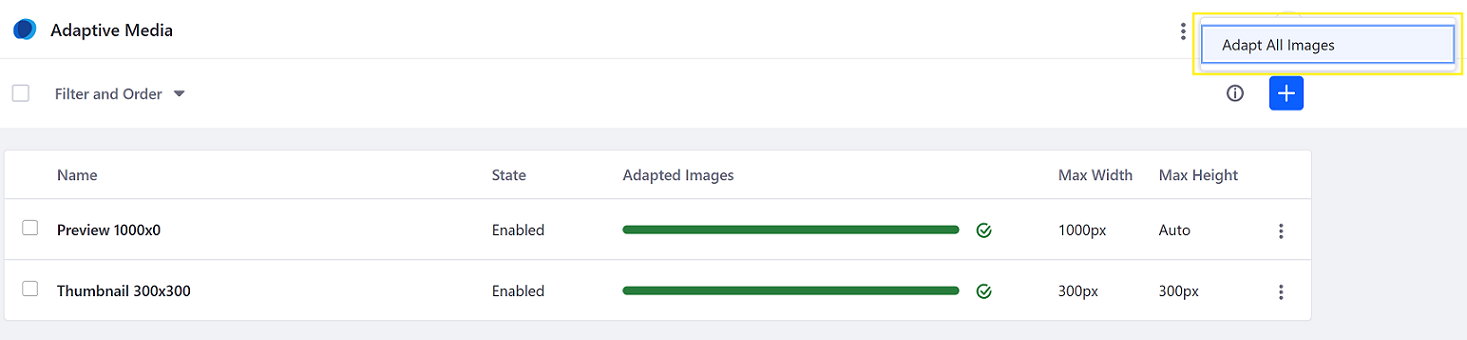 Adaptive Media
Adapt All Images
Filter and Order
Name State Adapted Images Max Width Max Height
Preview 1000x0 Enabled 1000px Auto
Thumbnail 300x300 Enabled 300px 300px